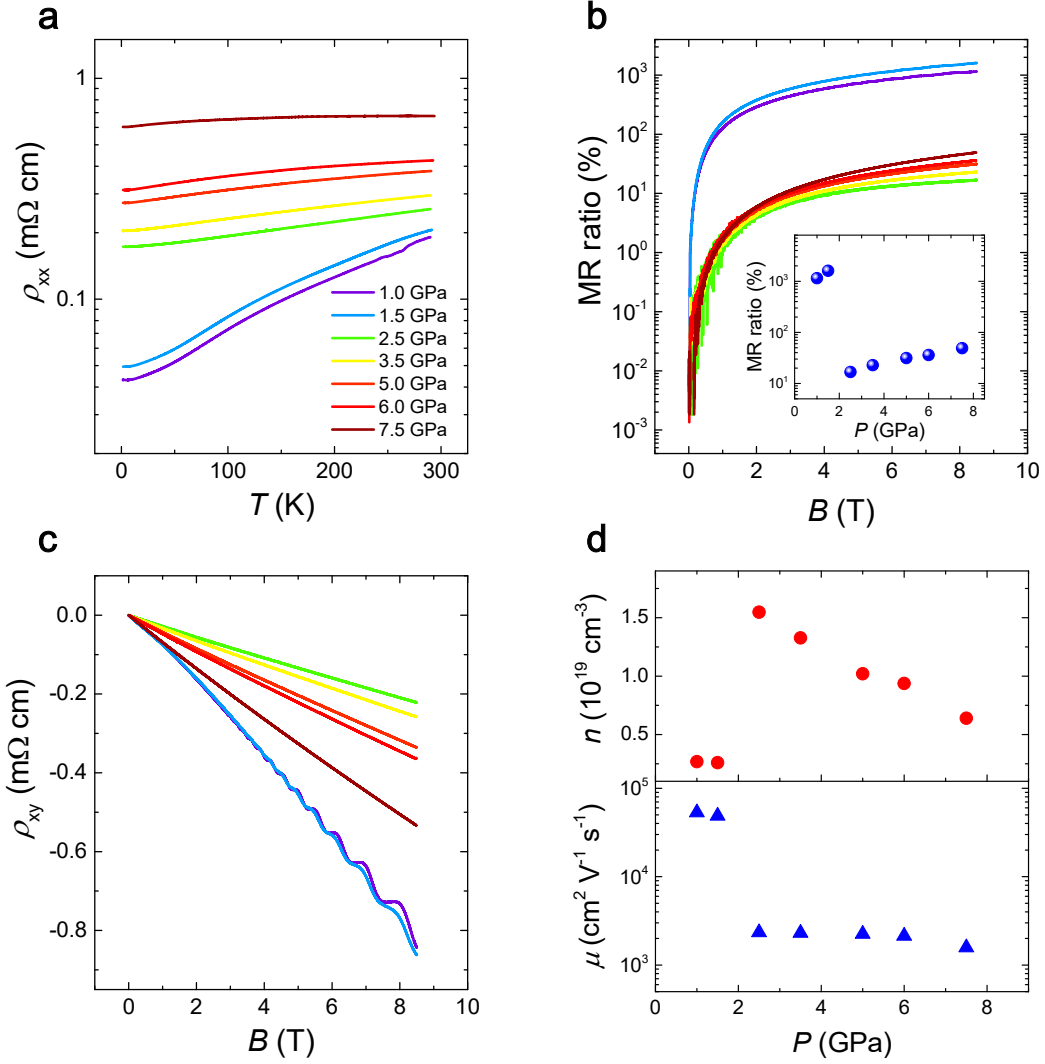 a
1
0.1
ρxx (mΩ cm)
1.0 GPa
1.5 GPa
2.5 GPa
3.5 GPa
5.0 GPa
6.0 GPa
7.5 GPa
0 100 200 300
T (K)
b
10³
10²
10¹
10⁰
10⁻¹
10⁻²
10⁻³
MR ratio (%)
10³
10²
10¹
MR ratio (%)
0 2 4 6 8
P (GPa)
0 2 4 6 8 10
B (T)
c
0.0
-0.2
-0.4
-0.6
-0.8
ρxy (mΩ cm)
0 2 4 6 8 10
B (T)
d
1.5
1.0
0.5
n (10¹⁹ cm⁻³)
10⁵
10⁴
10³
μ (cm² V⁻¹ s⁻¹)
0 2 4 6 8
P (GPa)